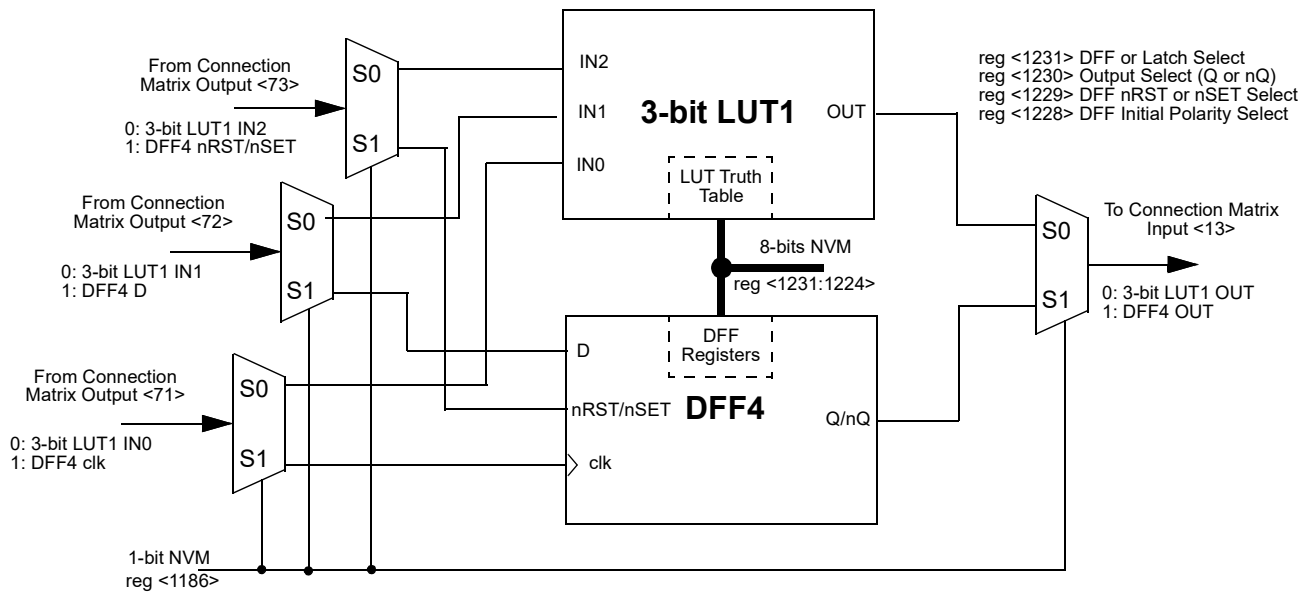 From Connection
Matrix Output <73>
0: 3-bit LUT1 IN2
1: DFF4 nRST/nSET
S0
S1
From Connection
Matrix Output <72>
0: 3-bit LUT1 IN1
1: DFF4 D
S0
S1
From Connection
Matrix Output <71>
0: 3-bit LUT1 IN0
1: DFF4 clk
S0
S1
1-bit NVM
reg <1186>
IN2
IN1
IN0
3-bit LUT1
OUT
LUT Truth
Table
8-bits NVM
reg <1231:1224>
DFF
Registers
D
nRST/nSET
DFF4
clk
Q/nQ
reg <1231> DFF or Latch Select
reg <1230> Output Select (Q or nQ)
reg <1229> DFF nRST or nSET Select
reg <1228> DFF Initial Polarity Select
S0
S1
To Connection Matrix
Input <13>
0: 3-bit LUT1 OUT
1: DFF4 OUT